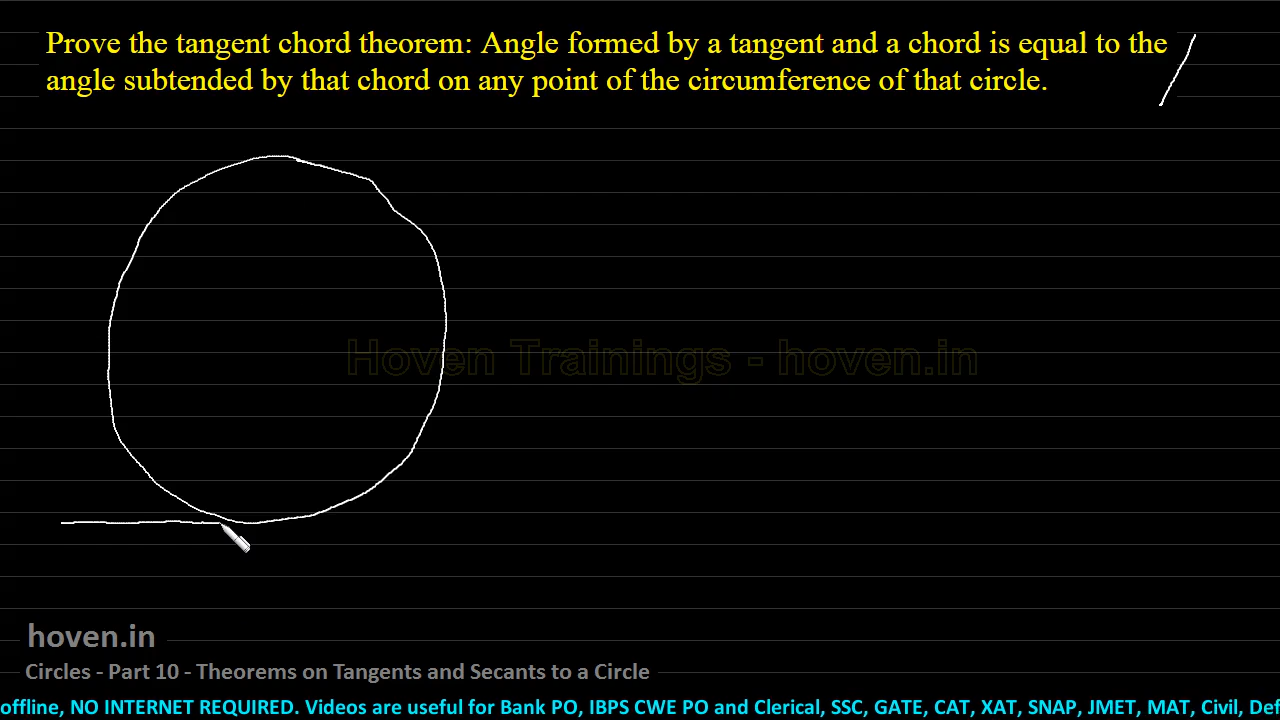 Prove the tangent chord theorem: Angle formed by a tangent and a chord is equal to the
angle subtended by that chord on any point of the circumference of that circle.
Hoven Trainings - hoven.in
hoven.in
Circles - Part 10 - Theorems on Tangents and Secants to a Circle
offline, NO INTERNET REQUIRED. Videos are useful for Bank PO, IBPS CWE PO and Clerical, SSC, GATE, CAT, XAT, SNAP, JMET, MAT, Civil, Def